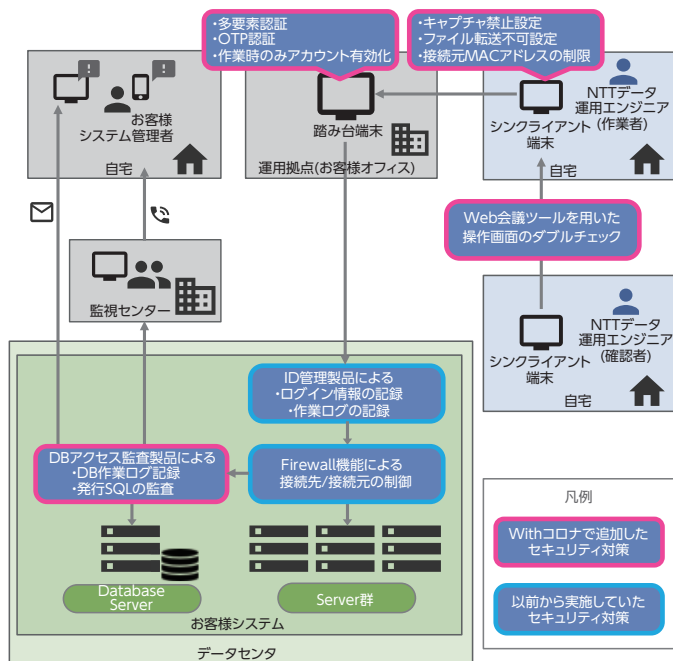 ・多要素認証
・OTP認証
・作業時のみアカウント有効化
・キャプチャ禁止設定
・ファイル転送不可設定
・接続元MACアドレスの制限
お客様
システム管理者
自宅
踏み台端末
運用拠点(お客様オフィス)
NTTデータ
運用エンジニア
(作業者)
シンクライアント
端末
自宅
Web会議ツールを用いた
操作画面のダブルチェック
監視センター
NTTデータ
運用エンジニア
(確認者)
シンクライアント
端末
自宅
ID管理製品による
・ログイン情報の記録
・作業ログの記録
DBアクセス監査製品による
・DB作業ログ記録
・発行SQLの監査
Firewall機能による
接続先/接続元の制御
Database
Server
Server群
お客様システム
データセンタ
凡例
Withコロナで追加した
セキュリティ対策
以前から実施していた
セキュリティ対策